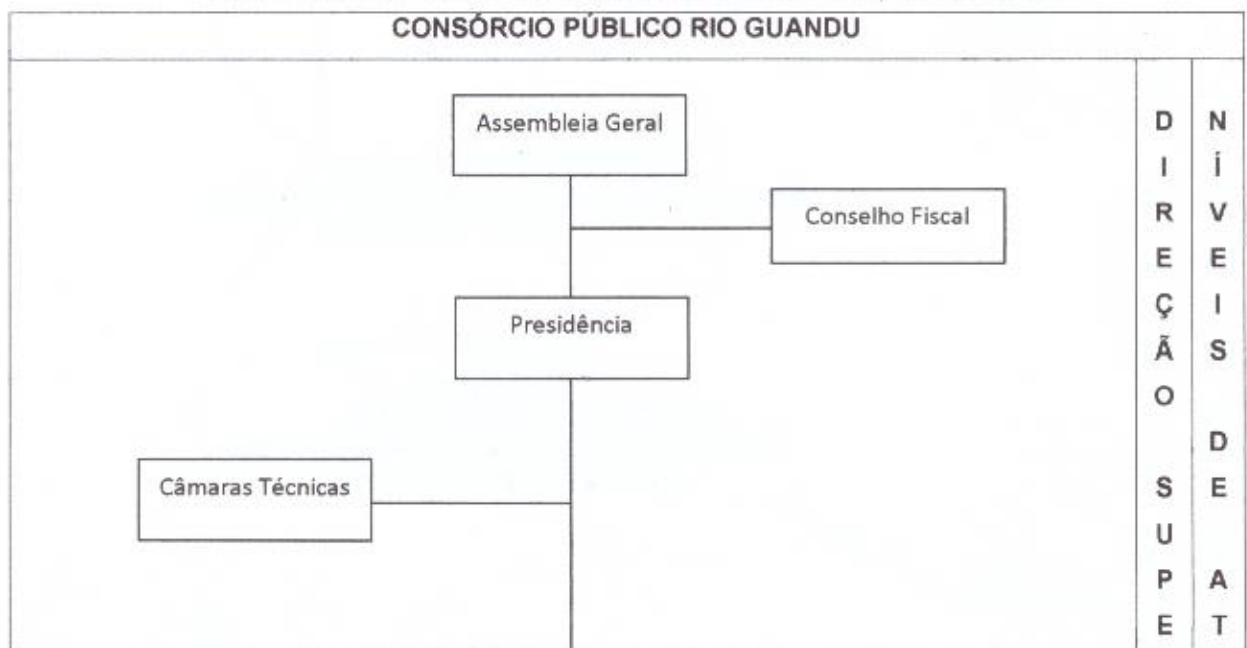 CONSÓRCIO PÚBLICO RIO GUANDU
Assembleia Geral
Conselho Fiscal
Presidência
Câmaras Técnicas
DIREÇÃO SUPE
NÍVEIS DE AT